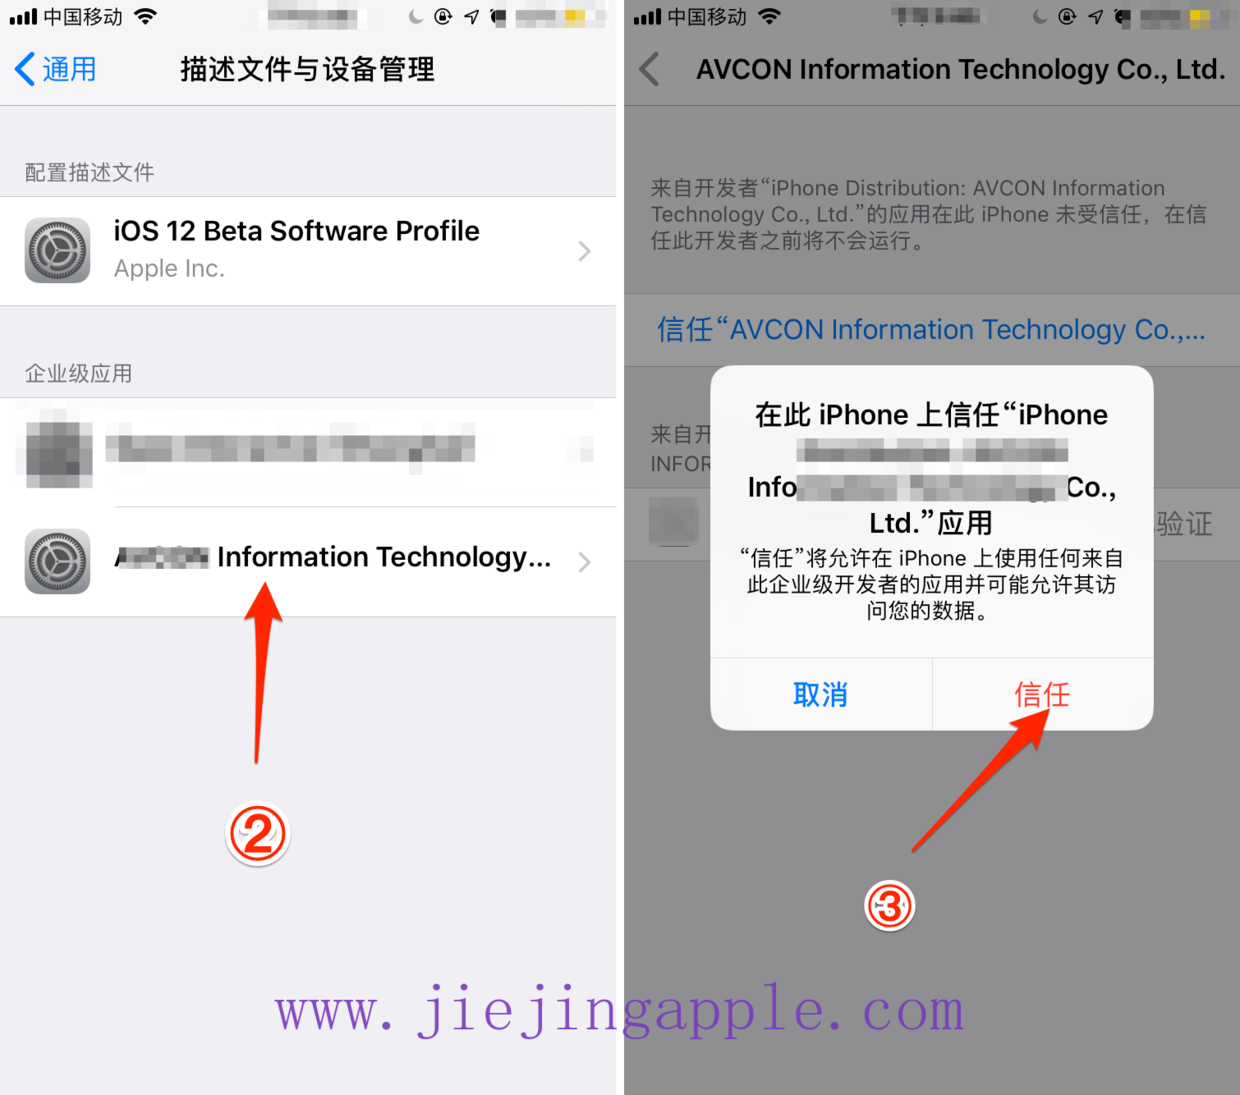 中国移动
通用
描述文件与设备管理
配置描述文件
iOS 12 Beta Software Profile
Apple Inc.
企业级应用
Information Technology...
②
中国移动
AVCON Information Technology Co., Ltd.
来自开发者“iPhone Distribution: AVCON Information
Technology Co., Ltd.”的应用在此 iPhone 未受信任，在信
任此开发者之前将不会运行。
信任“AVCON Information Technology Co.,...
来自开
INFOR
验证
在此 iPhone 上信任“iPhone
Info Co.,
Ltd.”应用
“信任”将允许在 iPhone 上使用任何来自
此企业级开发者的应用并可能允许其访
问您的数据。
取消
信任
③
www.jiejingapple.com